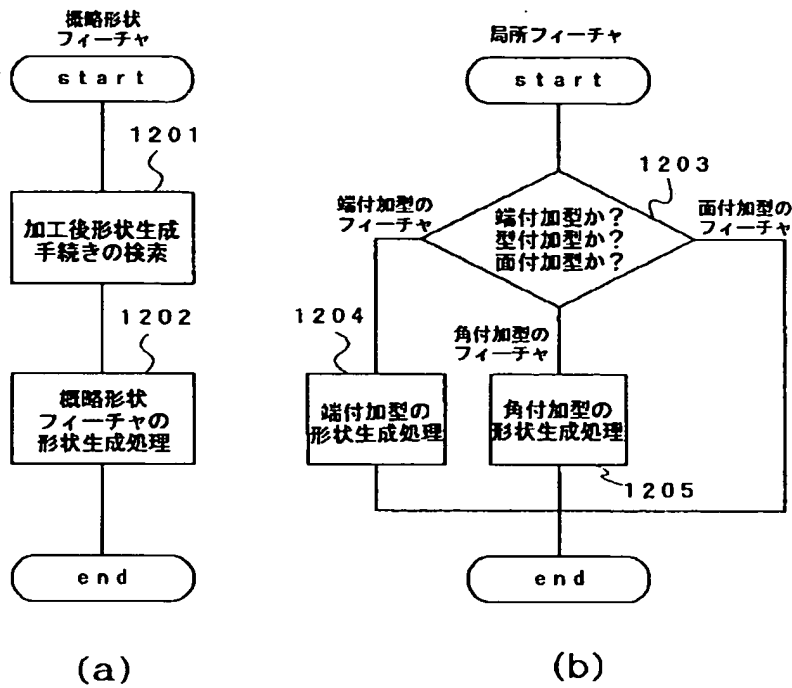 概略形状
フィーチャ
start
1201
加工後形状生成
手続きの検索
1202
概略形状
フィーチャの
形状生成処理
end
(a)
局所フィーチャ
start
1203
端付加型の
フィーチャ
端付加型か?
型付加型か?
面付加型か?
面付加型の
フィーチャ
1204
角付加型の
フィーチャ
端付加型の
形状生成処理
角付加型の
形状生成処理
1205
end
(b)